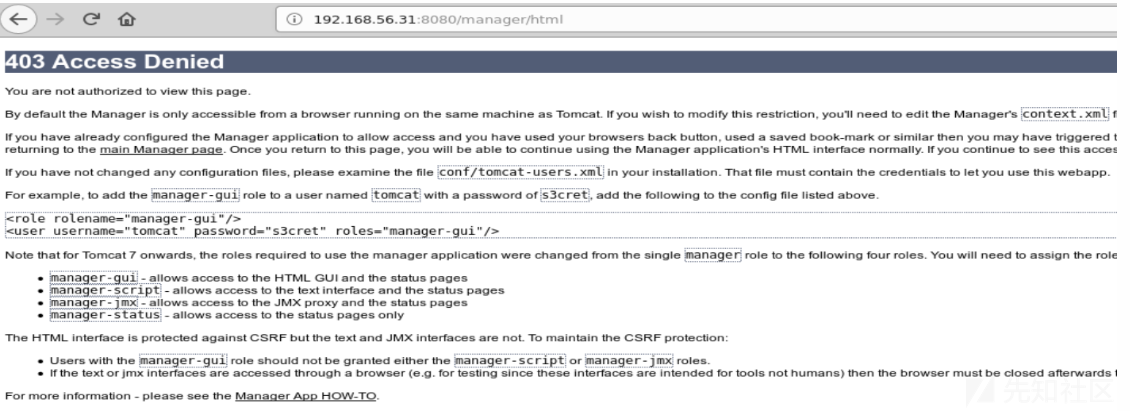 192.168.56.31:8080/manager/html
403 Access Denied
You are not authorized to view this page.
By default the Manager is only accessible from a browser running on the same machine as Tomcat. If you wish to modify this restriction, you'll need to edit the Manager's context.xml f
If you have already configured the Manager application to allow access and you have used your browsers back button, used a saved book-mark or similar then you may have triggered t
returning to the main Manager page. Once you return to this page, you will be able to continue using the Manager application's HTML interface normally. If you continue to see this acces
If you have not changed any configuration files, please examine the file conf/tomcat-users.xml in your installation. That file must contain the credentials to let you use this webapp.
For example, to add the manager-gui role to a user named tomcat with a password of s3cret, add the following to the config file listed above.
<role rolename="manager-gui"/>
<user username="tomcat" password="s3cret" roles="manager-gui"/>
Note that for Tomcat 7 onwards, the roles required to use the manager application were changed from the single manager role to the following four roles. You will need to assign the role
• manager-gui - allows access to the HTML GUI and the status pages
• manager-script - allows access to the text interface and the status pages
• manager-jmx - allows access to the JMX proxy and the status pages
• manager-status - allows access to the status pages only
The HTML interface is protected against CSRF but the text and JMX interfaces are not. To maintain the CSRF protection:
• Users with the manager-gui role should not be granted either the manager-script or manager-jmx roles.
• If the text or jmx interfaces are accessed through a browser (e.g. for testing since these interfaces are intended for tools not humans) then the browser must be closed afterwards t
For more information - please see the Manager App HOW-TO.
先知社区